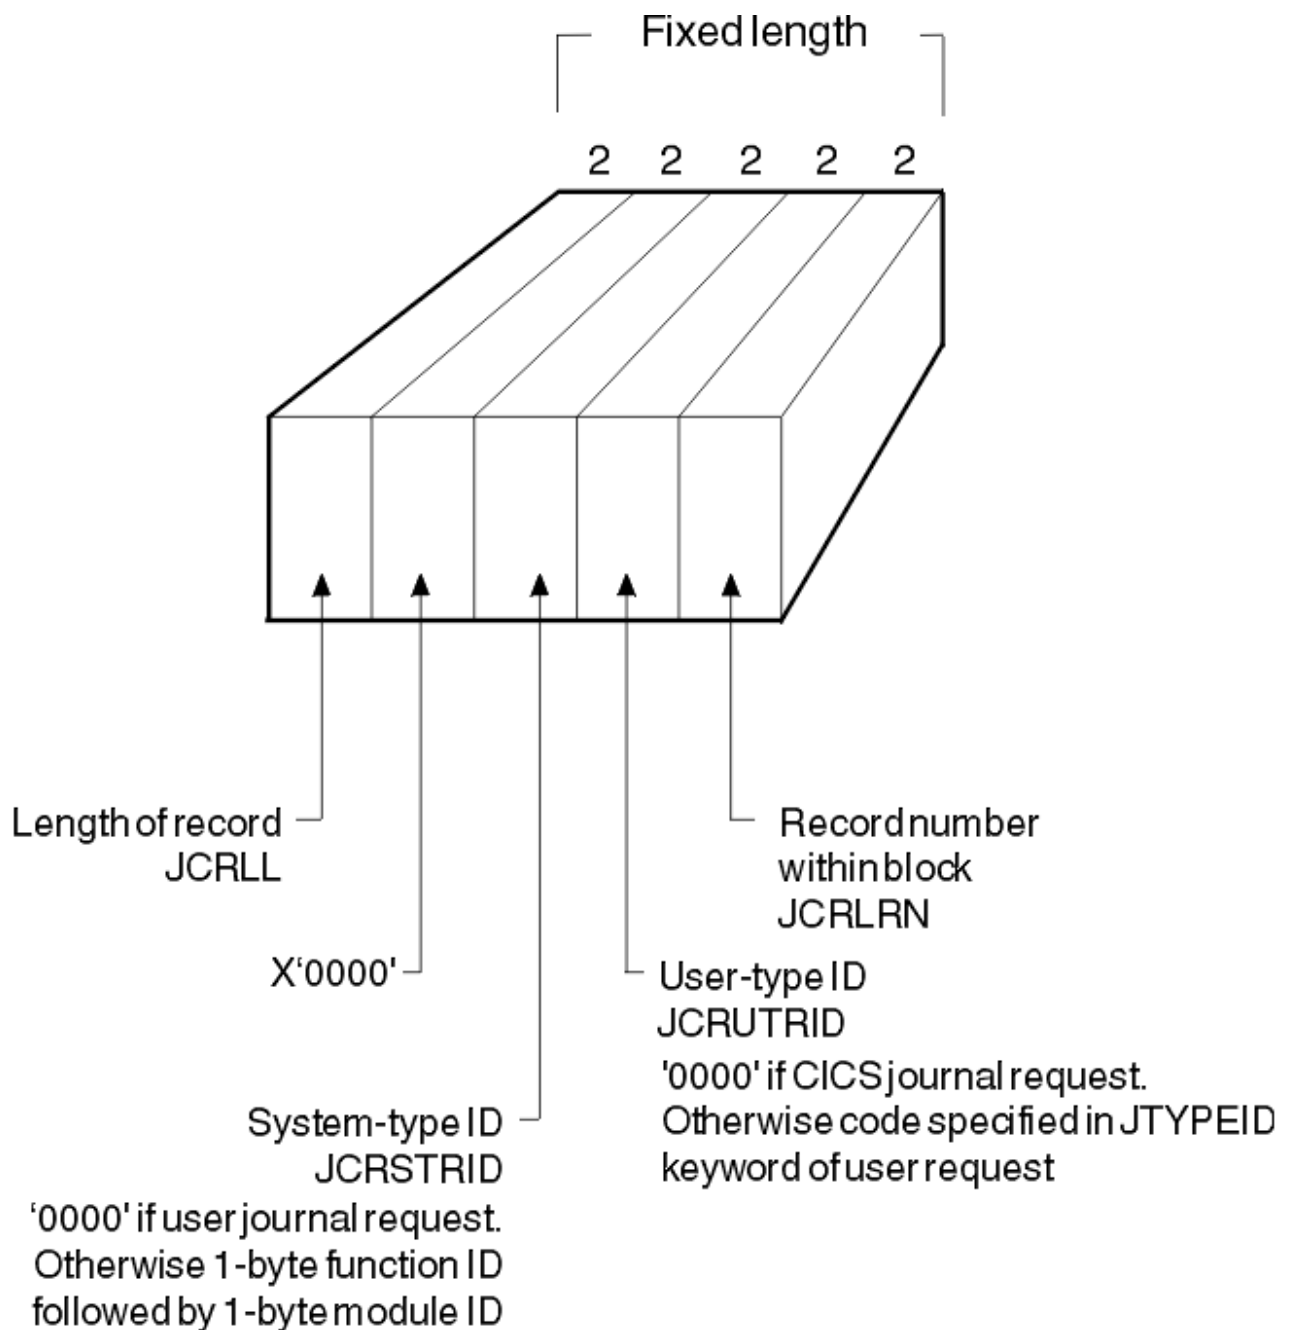 Fixed length
2 2 2 2 2
Length of record
JCRLL
Record number
within block
JCRLRN
X‘0000'
User-type ID
JCRUTRID
'0000' if CICS journal request.
Otherwise code specified in JTYPEID
keyword of user request
System-type ID
JCRSTRID
‘0000' if user journal request.
Otherwise 1-byte function ID
followed by 1-byte module ID